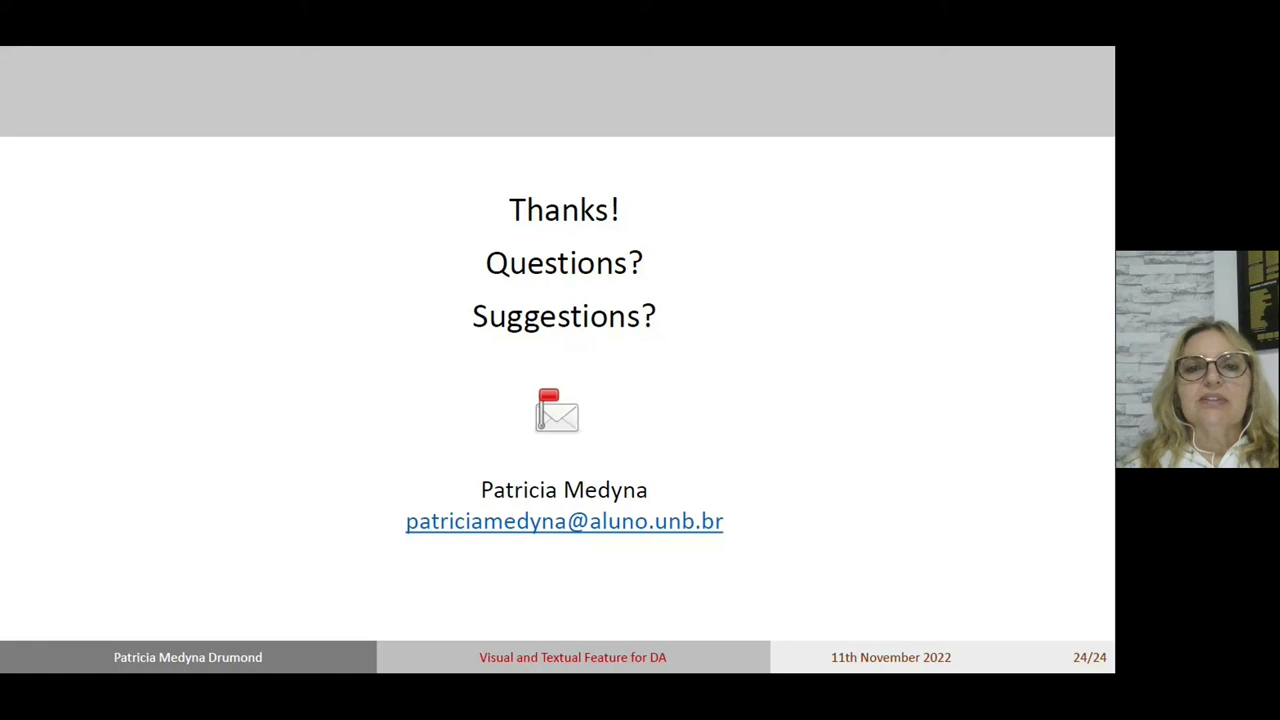 Thanks!
Questions?
Suggestions?
Patricia Medyna
patriciamedyna@aluno.unb.br
Patricia Medyna Drumond
Visual and Textual Feature for DA
11th November 2022
24/24